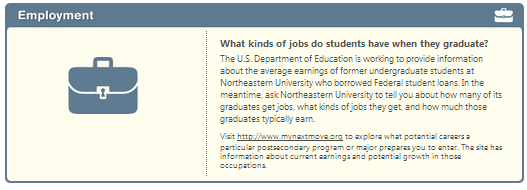 Employment
What kinds of jobs do students have when they graduate?
The U.S. Department of Education is working to provide information
about the average earnings of former undergraduate students at
Northeastern University who borrowed Federal student loans. In the
meantime, ask Northeastern University to tell you about how many of its
graduates get jobs, what kinds of jobs they get, and how much those
graduates typically earn.
Visit http://www.mynextmove.org to explore what potential careers a
particular postsecondary program or major prepares you to enter. The site has
information about current earnings and potential growth in those
occupations.